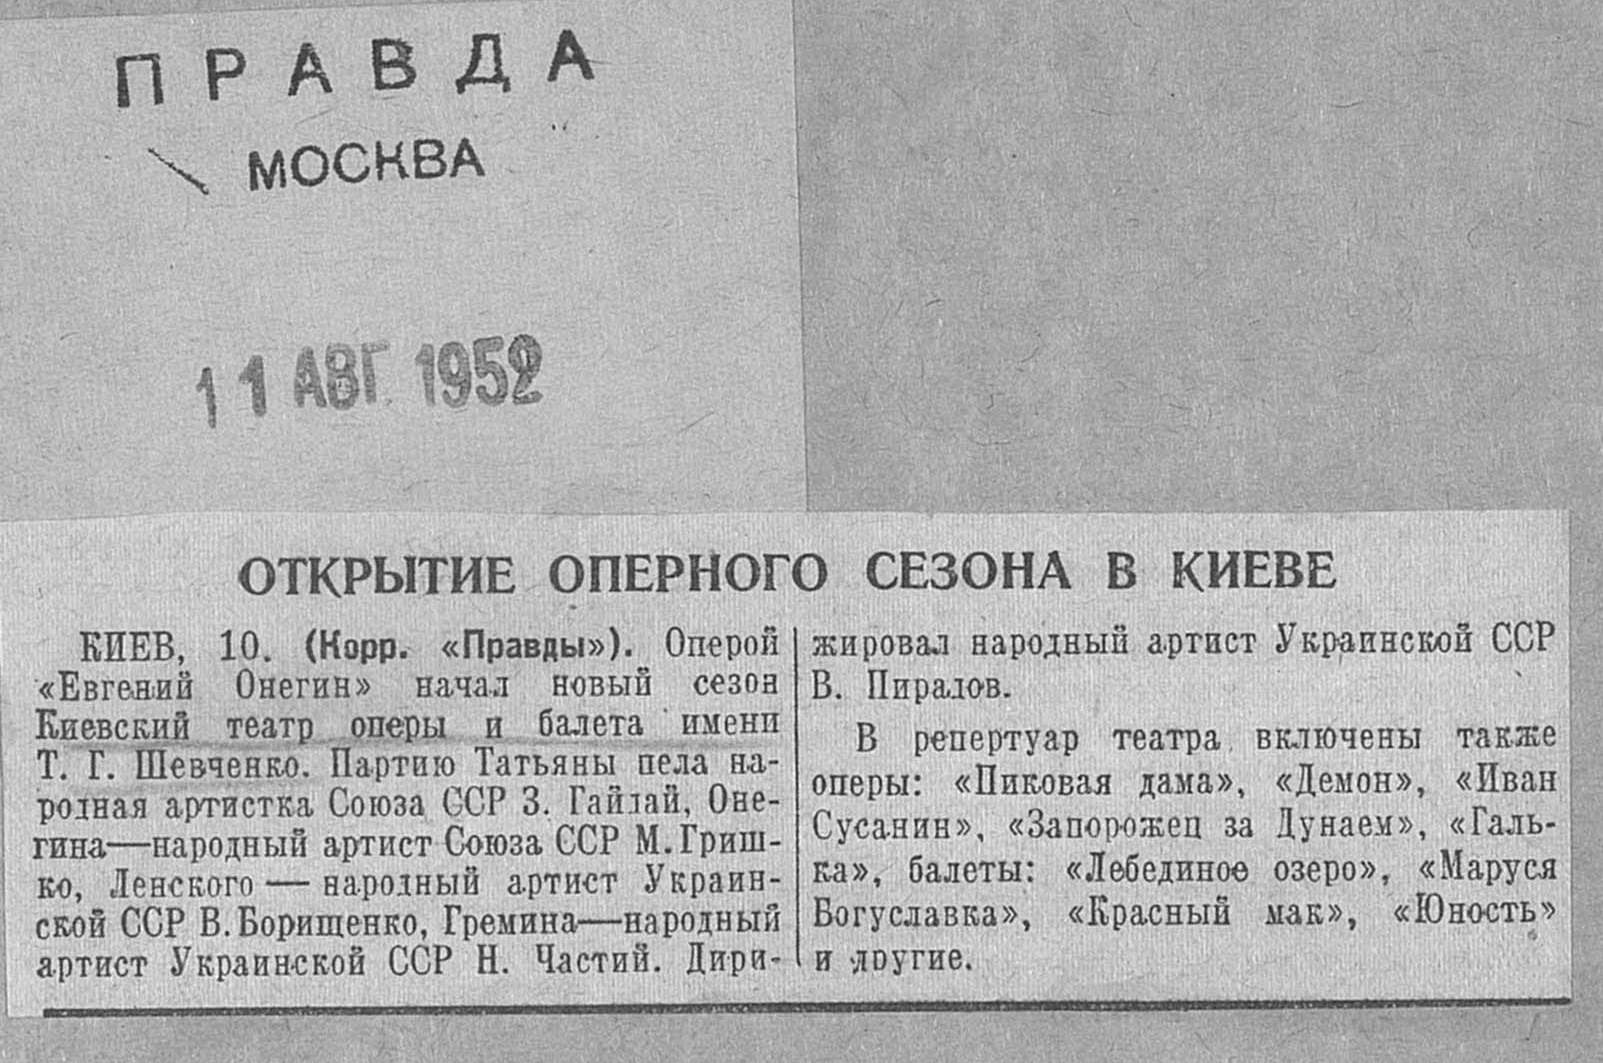 ПРАВДА
МОСКВА
11 АВГ. 1952
ОТКРЫТИЕ ОПЕРНОГО СЕЗОНА В КИЕВЕ
КИЕВ, 10. (Корр. «Правды»). Оперой
«Евгений Онегин» начал новый сезон
Киевский театр оперы и балета имени
Т. Г. Шевченко. Партию Татьяны пела на-
родная артистка Союза ССР З. Гайдай, Оне-
гина—народный артист Союза ССР М. Гриш-
ко, Ленского — народный артист Украин-
ской ССР В. Борищенко, Гремина—народный
артист Украинской ССР Н. Частий. Дири-
жировал народный артист Украинской ССР
В. Пирадов.
В репертуар театра включены также
оперы: «Пиковая дама», «Демон», «Иван
Сусанин», «Запорожец за Дунаем», «Галь-
ка», балеты: «Лебединое озеро», «Маруся
Богуславка», «Красный мак», «Юность»
и другие.